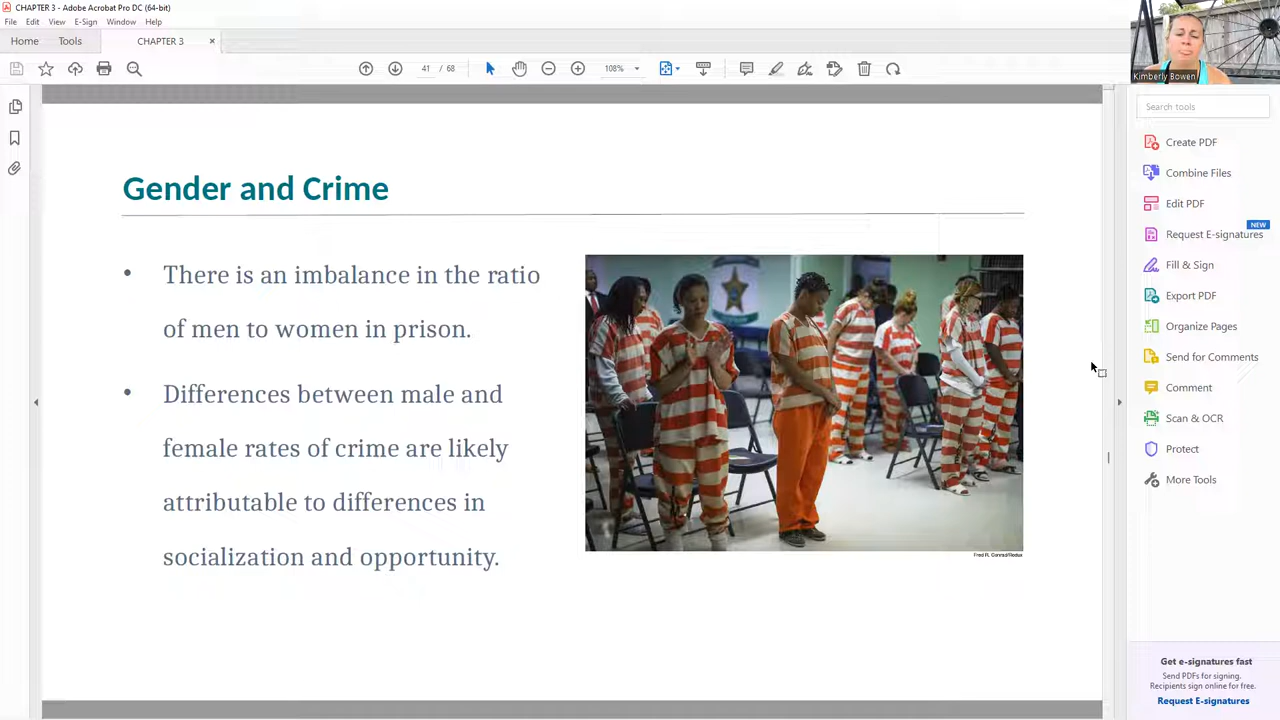 CHAPTER 3 - Adobe Acrobat Pro DC (64-bit)
File Edit View E-Sign Window Help
Home Tools CHAPTER 3 ×
41 / 68 108%
Kimberly Bowen
Search tools
Create PDF
Combine Files
Edit PDF
NEW
Request E-signatures
Fill & Sign
Export PDF
Organize Pages
Send for Comments
Comment
Scan & OCR
Protect
More Tools
Get e-signatures fast
Send PDFs for signing.
Recipients sign online for free.
Request E-signatures
Gender and Crime
• There is an imbalance in the ratio
of men to women in prison.
• Differences between male and
female rates of crime are likely
attributable to differences in
socialization and opportunity.
Fred R. Conrad/Redux